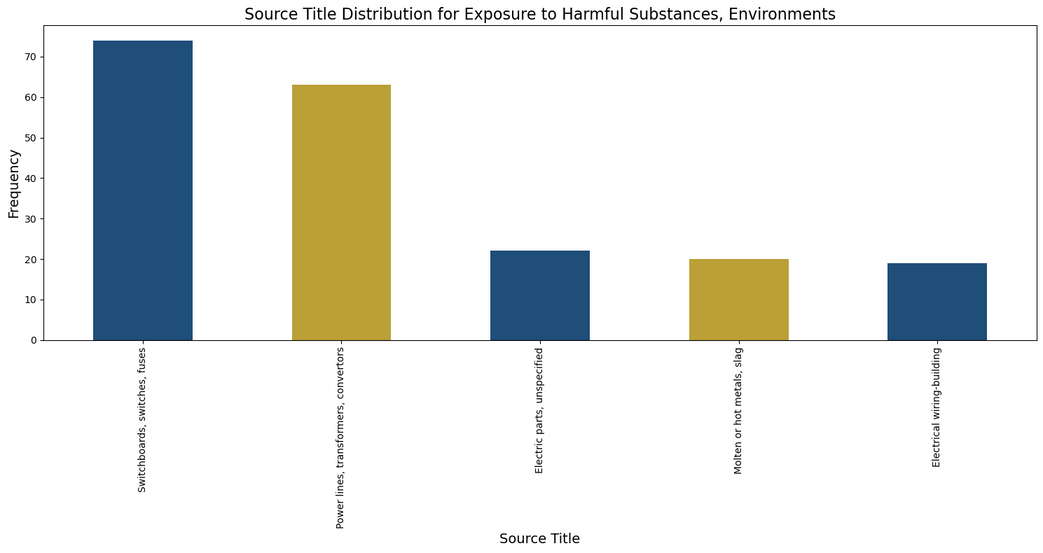 Source Title Distribution for Exposure to Harmful Substances, Environments
Frequency
70
60
50
40
30
20
10
0
Switchboards, switches, fuses
Power lines, transformers, convertors
Electric parts, unspecified
Molten or hot metals, slag
Electrical wiring-building
Source Title